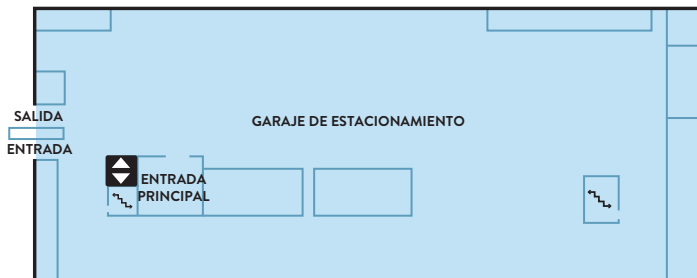 SALIDA
GARAJE DE ESTACIONAMIENTO
ENTRADA
ENTRADA
PRINCIPAL